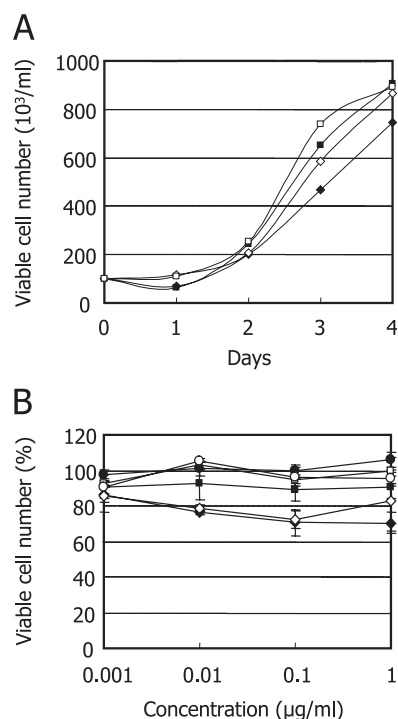 A
Viable cell number (10³/ml)
1000
800
600
400
200
0
0 1 2 3 4
Days
B
Viable cell number (%)
120
100
80
60
40
20
0
0.001 0.01 0.1 1
Concentration (µg/ml)